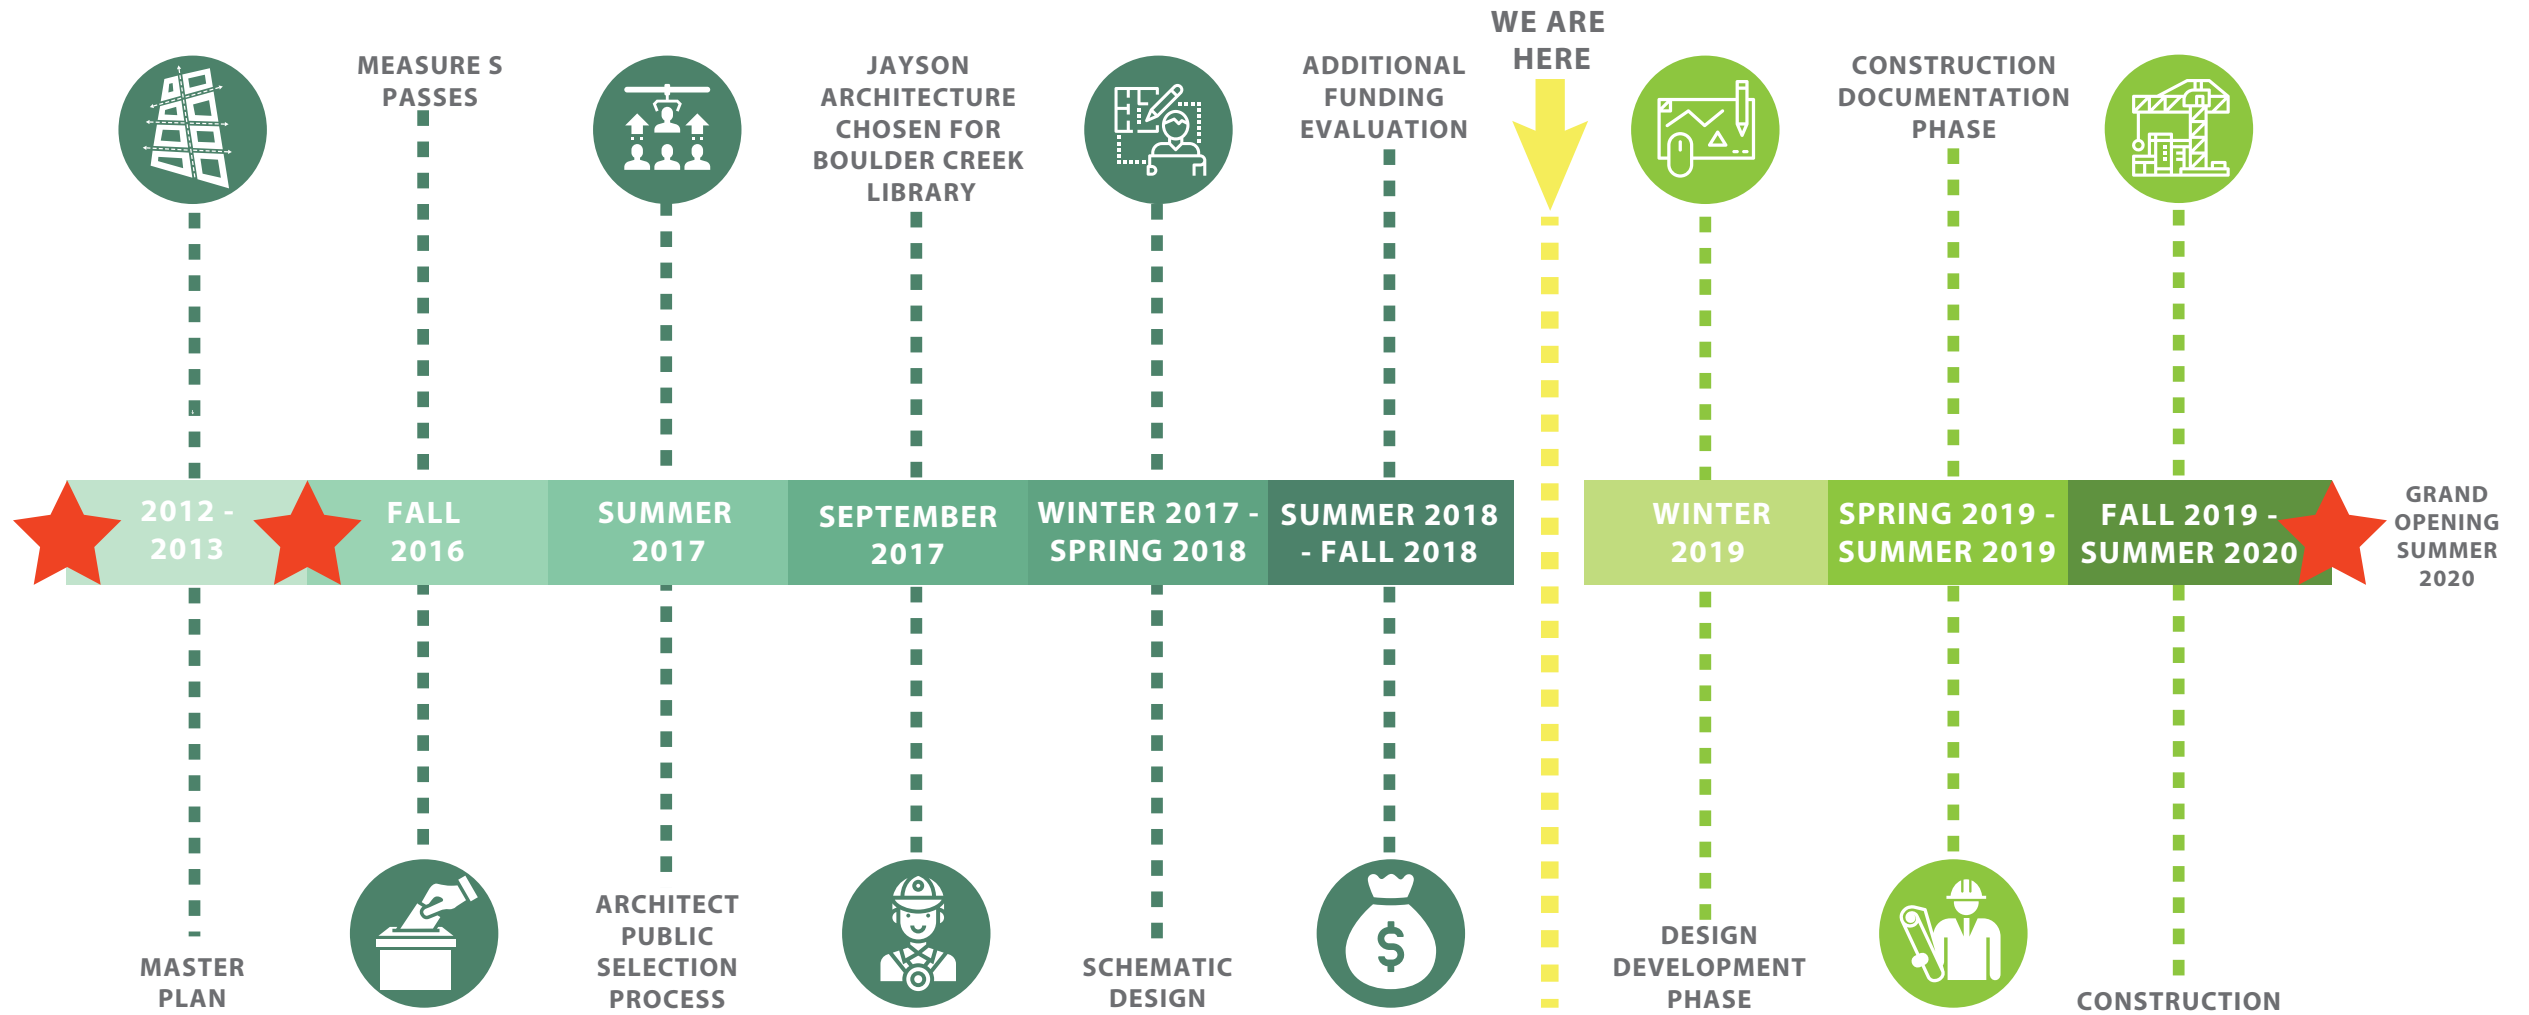 WE ARE
HERE
MEASURE S
PASSES
JAYSON
ARCHITECTURE
CHOSEN FOR
BOULDER CREEK
LIBRARY
ADDITIONAL
FUNDING
EVALUATION
CONSTRUCTION
DOCUMENTATION
PHASE
2012 -
2013
FALL
2016
SUMMER
2017
SEPTEMBER
2017
WINTER 2017 -
SPRING 2018
SUMMER 2018
- FALL 2018
WINTER
2019
SPRING 2019 -
SUMMER 2019
FALL 2019 -
SUMMER 2020
GRAND
OPENING
SUMMER
2020
MASTER
PLAN
ARCHITECT
PUBLIC
SELECTION
PROCESS
SCHEMATIC
DESIGN
$
DESIGN
DEVELOPMENT
PHASE
CONSTRUCTION